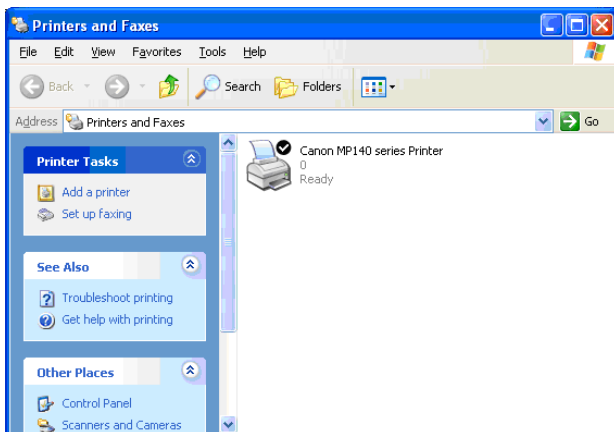 Printers and Faxes
File Edit View Favorites Tools Help
Back Search Folders
Address Printers and Faxes Go
Printer Tasks
Add a printer
Set up faxing
See Also
Troubleshoot printing
Get help with printing
Other Places
Control Panel
Scanners and Cameras
Canon MP140 series Printer
0
Ready